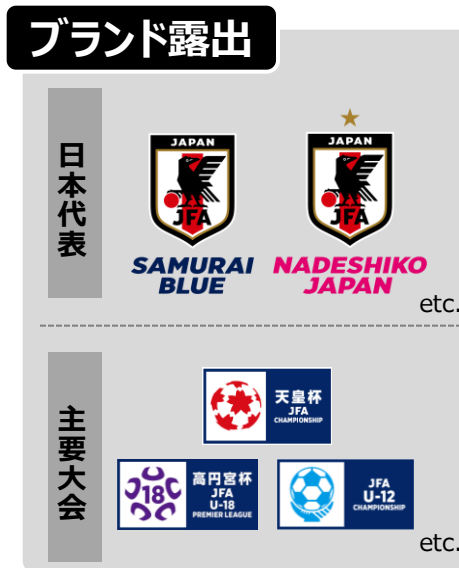 ブランド露出
日本代表
JAPAN
JFA
SAMURAI
BLUE
JAPAN
JFA
NADESHIKO
JAPAN
etc.
主要大会
天皇杯
JFA
CHAMPIONSHIP
18
高円宮杯
JFA
U-18
PREMIER LEAGUE
JFA
U-12
CHAMPIONSHIP
etc.